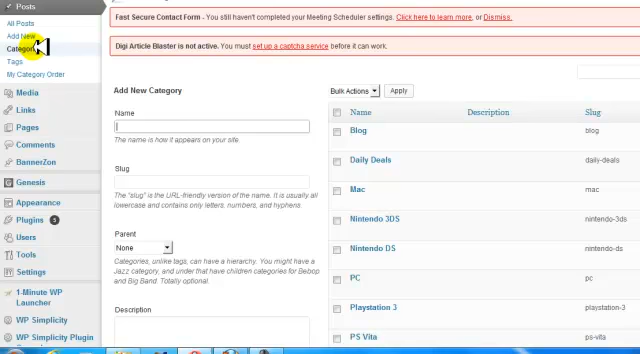 Posts
All Posts
Add New
Categor
Tags
My Category Order
Media
Links
Pages
Comments
BannerZon
Genesis
Appearance
Plugins 5
Users
Tools
Settings
1-Minute WP
Launcher
WP Simplicity
WP Simplicity Plugin
Fast Secure Contact Form - You still haven't completed your Meeting Scheduler settings. Click here to learn more, or Dismiss.
Digi Article Blaster is not active. You must set up a captcha service before it can work.
Add New Category
Name
The name is how it appears on your site.
Slug
The "slug" is the URL-friendly version of the name. It is usually all
lowercase and contains only letters, numbers, and hyphens.
Parent
None
Categories, unlike tags, can have a hierarchy. You might have a
Jazz category, and under that have children categories for Bebop
and Big Band. Totally optional.
Description
Bulk Actions Apply
Name Description Slug
Blog blog
Daily Deals daily-deals
Mac mac
Nintendo 3DS nintendo-3ds
Nintendo DS nintendo-ds
PC pc
Playstation 3 playstation-3
PS Vita ps-vita